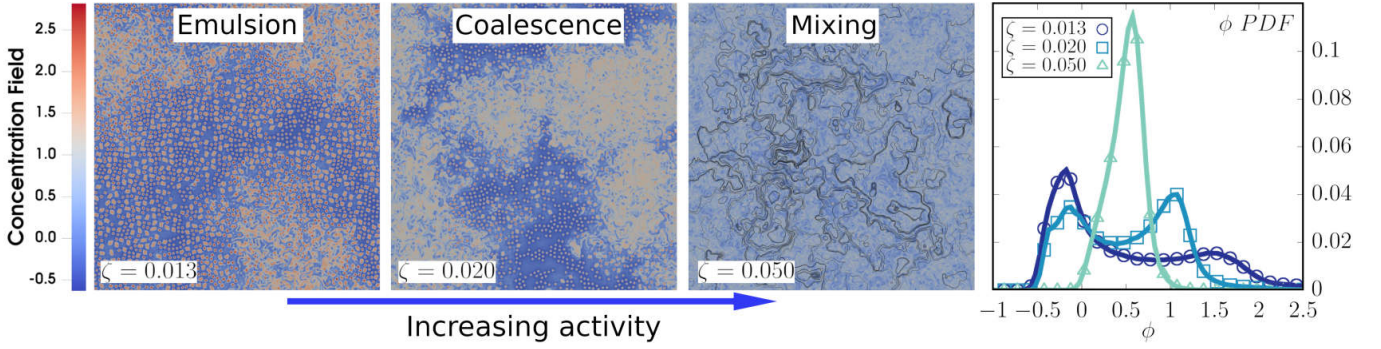 Concentration Field
2.5
2.0
1.5
1.0
0.5
0.0
-0.5
Emulsion
ζ = 0.013
Coalescence
ζ = 0.020
Mixing
ζ = 0.050
Increasing activity
ϕ PDF
ζ = 0.013
ζ = 0.020
ζ = 0.050
0.1
0.08
0.06
0.04
0.02
0
−1 −0.5 0 0.5 1 1.5 2 2.5
ϕ